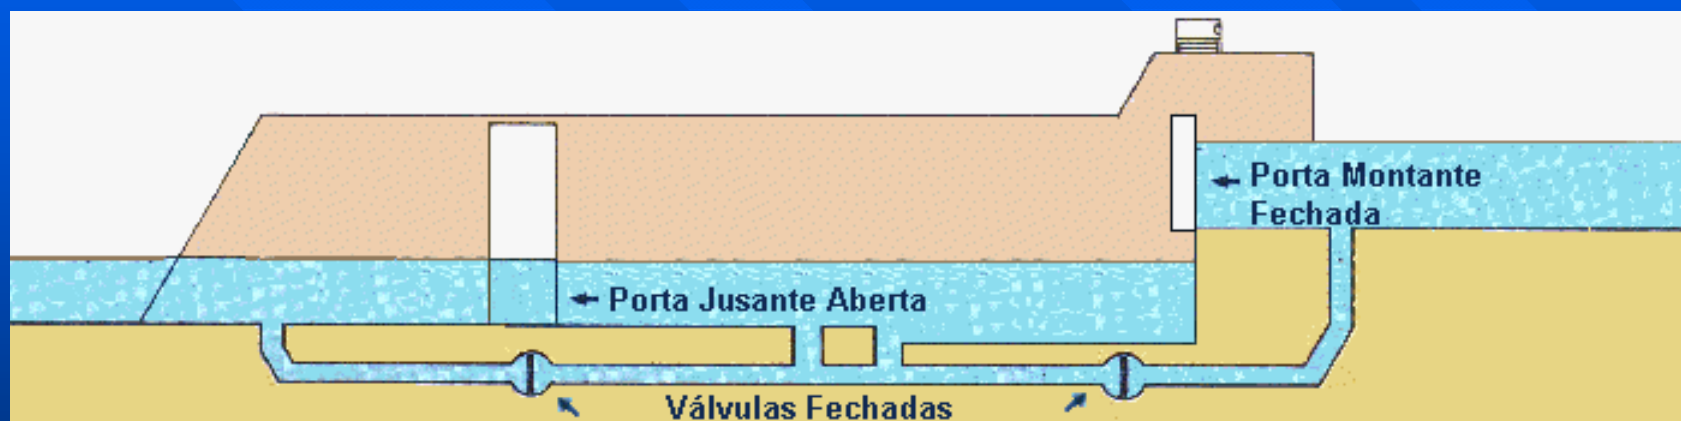 Porta Montante
Fechada
Porta Jusante Aberta
Válvulas Fechadas